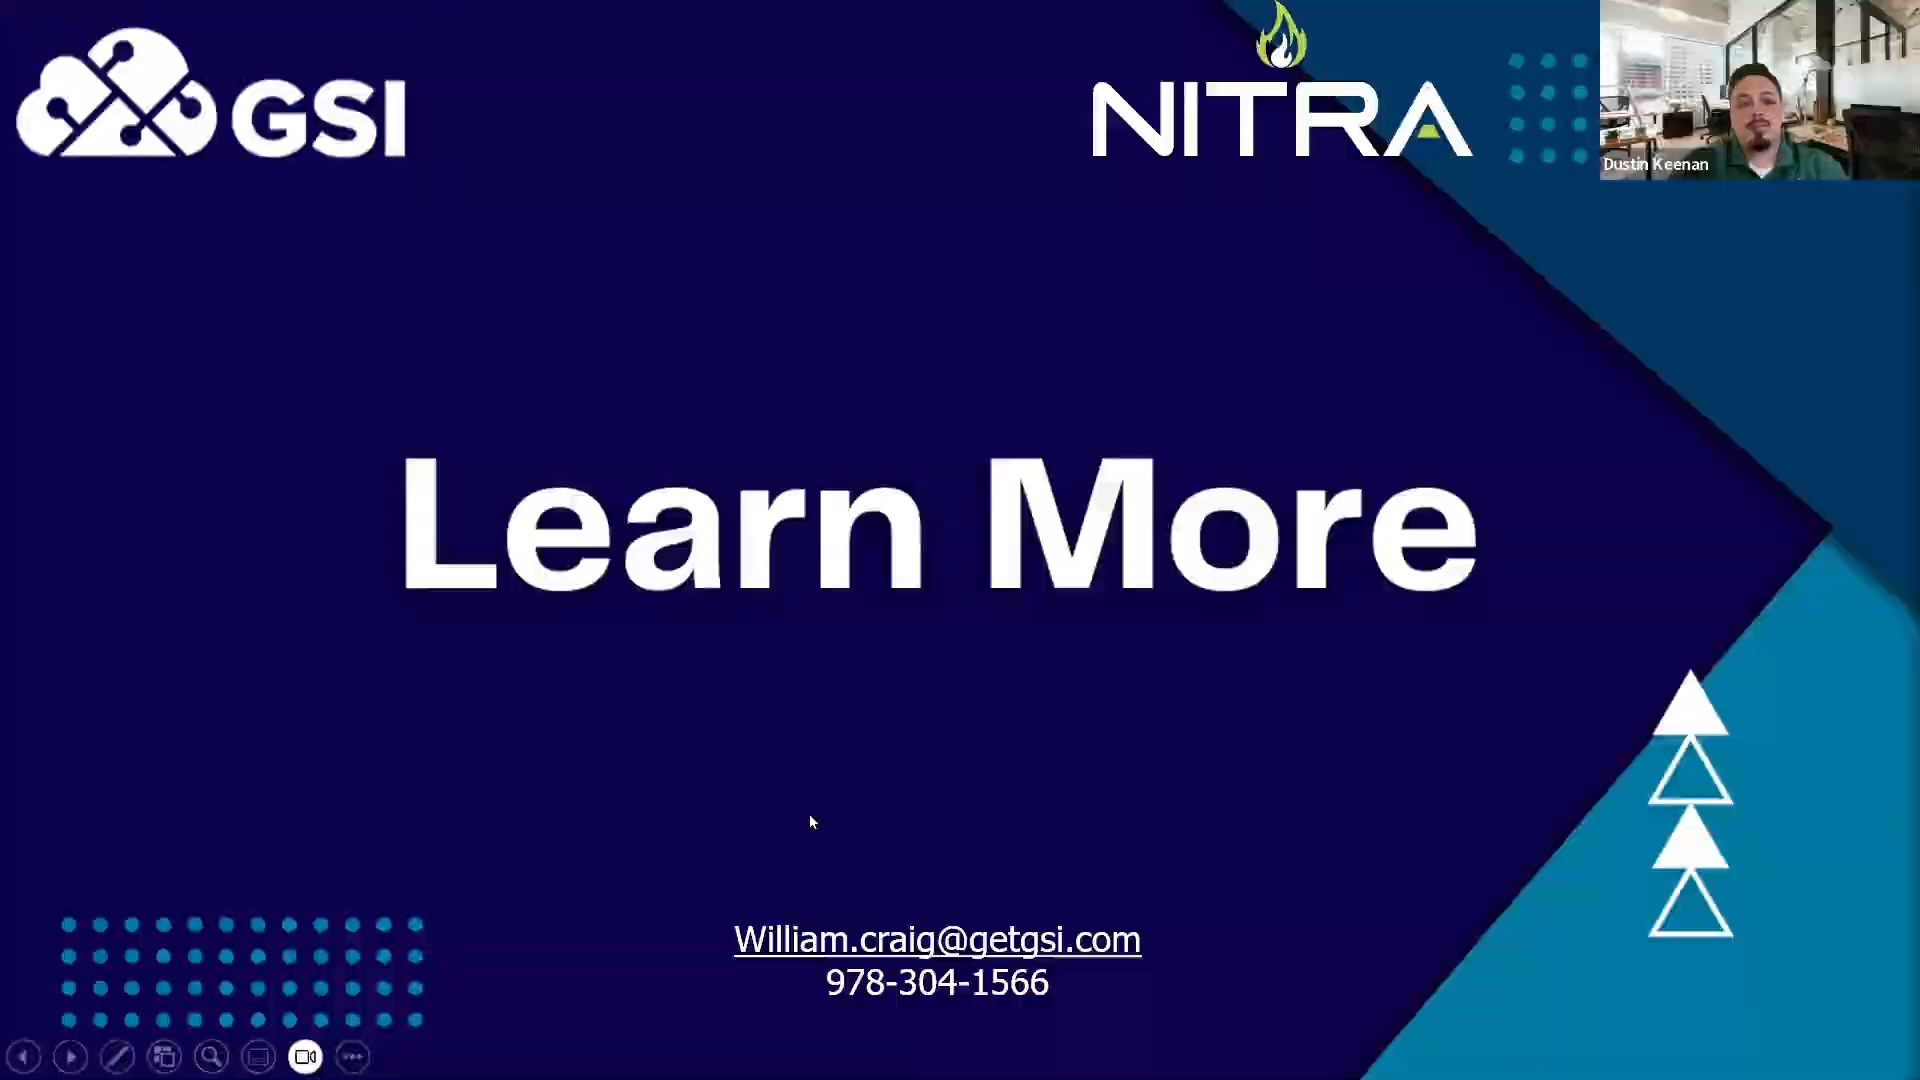 GSI
NITRA
Dustin Keenan
Learn More
William.craig@getgsi.com
978-304-1566